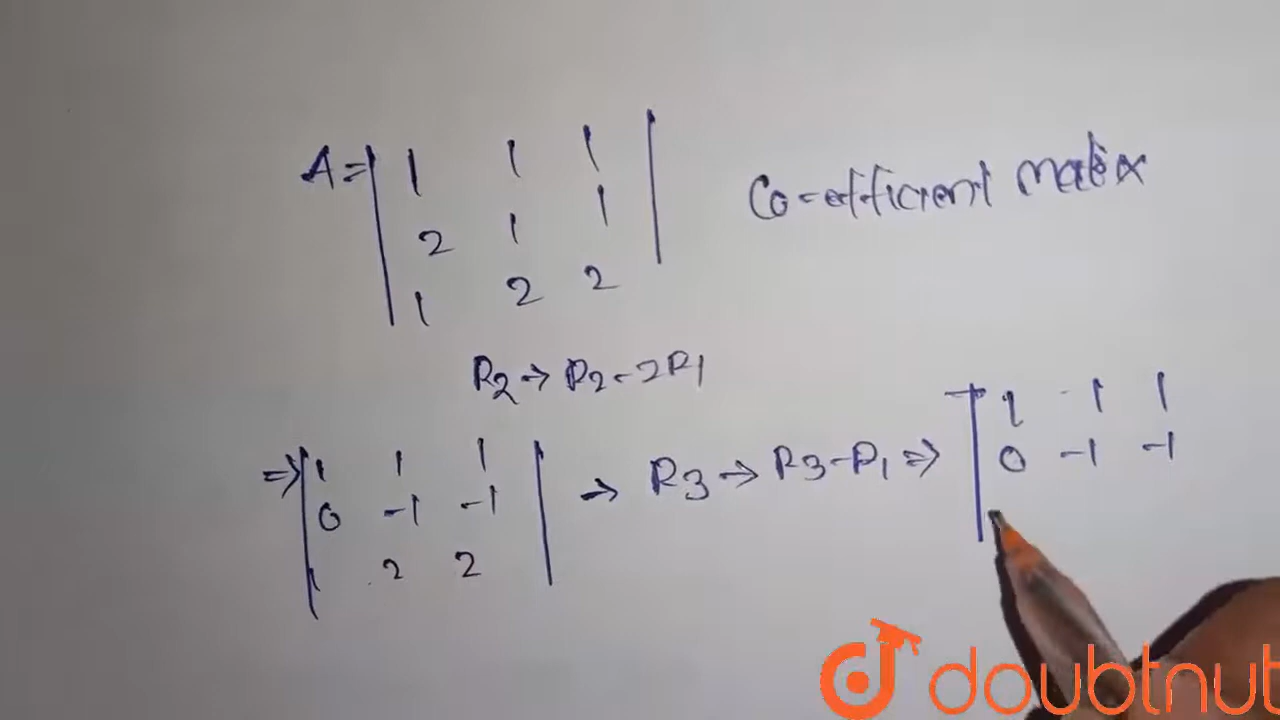 A = | 1 1 1 |
2 1 1
1 2 2
Co-efficient matrix
R2 → R2 - 2R1
⇒ | 1 1 1 |
0 -1 -1
1 2 2
→ R3 → R3 - R1 ⇒
1 -1 1
0 -1 -1
doubtnut